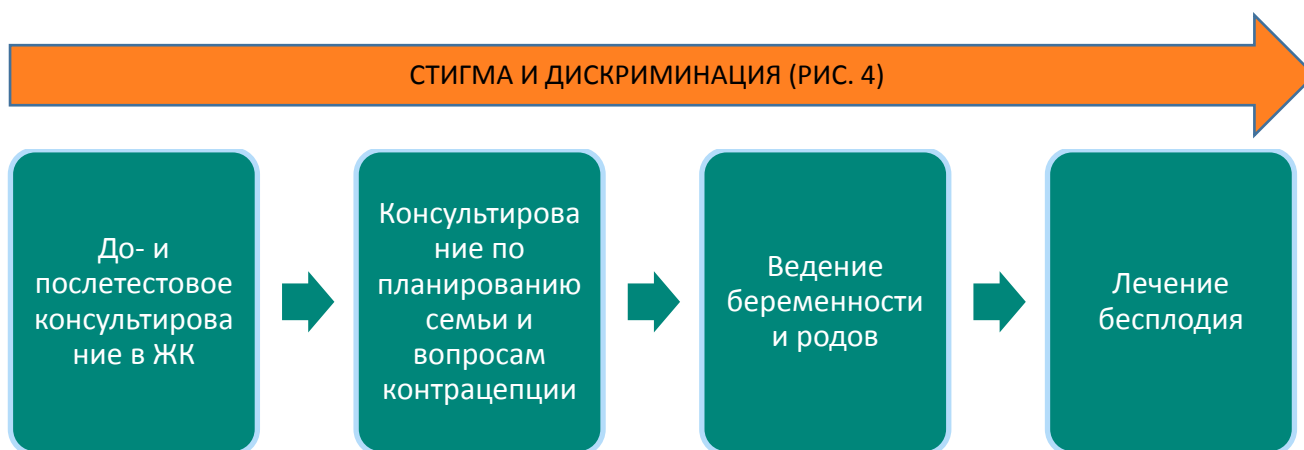 СТИГМА И ДИСКРИМИНАЦИЯ (РИС. 4)
До- и
послетестовое
консультирова
ние в ЖК
Консультирова
ние по
планированию
семьи и
вопросам
контрацепции
Ведение
беременности
и родов
Лечение
бесплодия